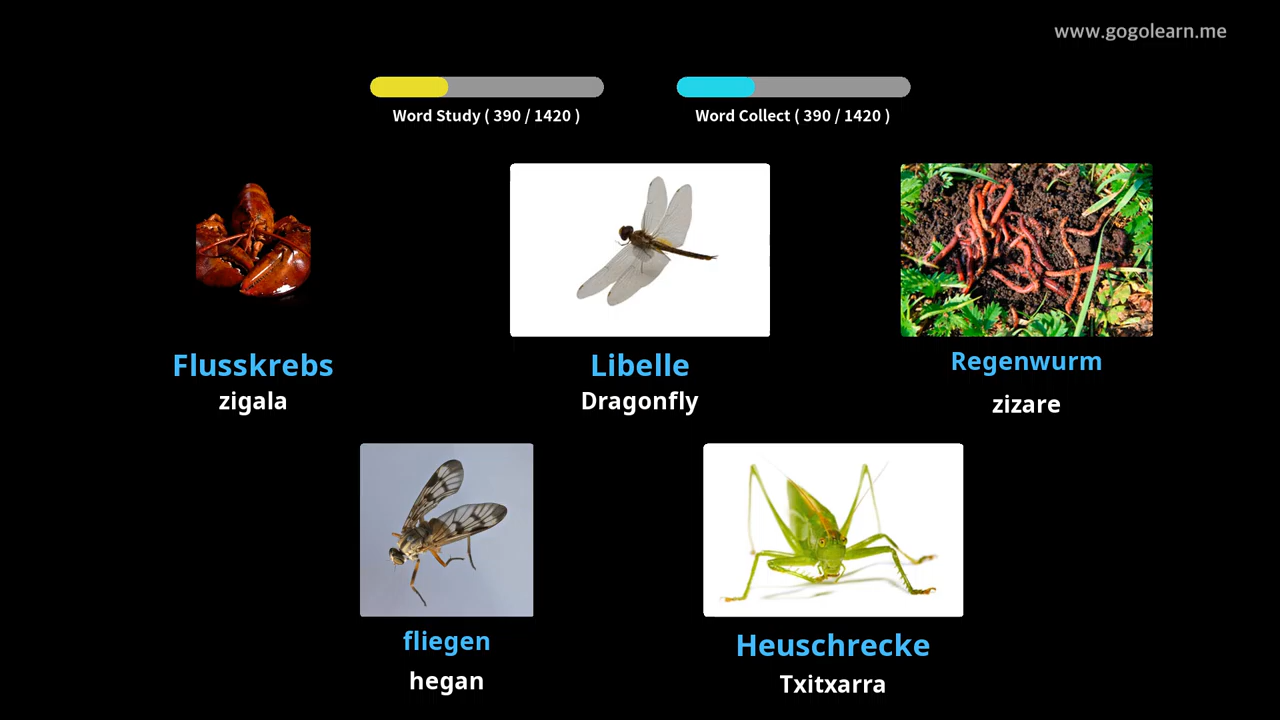 www.gogolearn.me
Word Study ( 390 / 1420 )
Word Collect ( 390 / 1420 )
Flusskrebs
zigala
Libelle
Dragonfly
Regenwurm
zizare
fliegen
hegan
Heuschrecke
Txitxarra